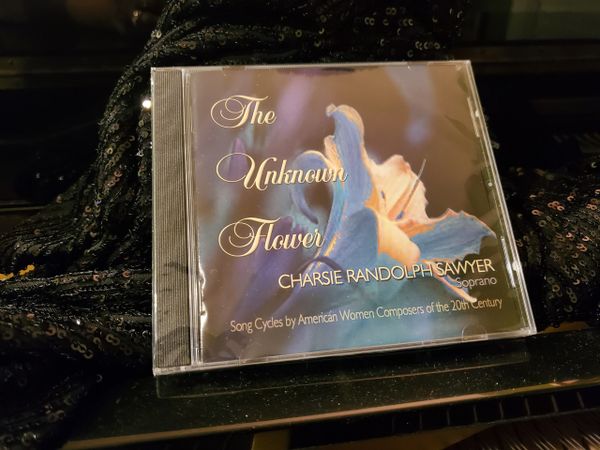 The
Unknown
Flower
CHARSIE RANDOLPH SAWYER
Soprano
Song Cycles by American Women Composers of the 20th Century